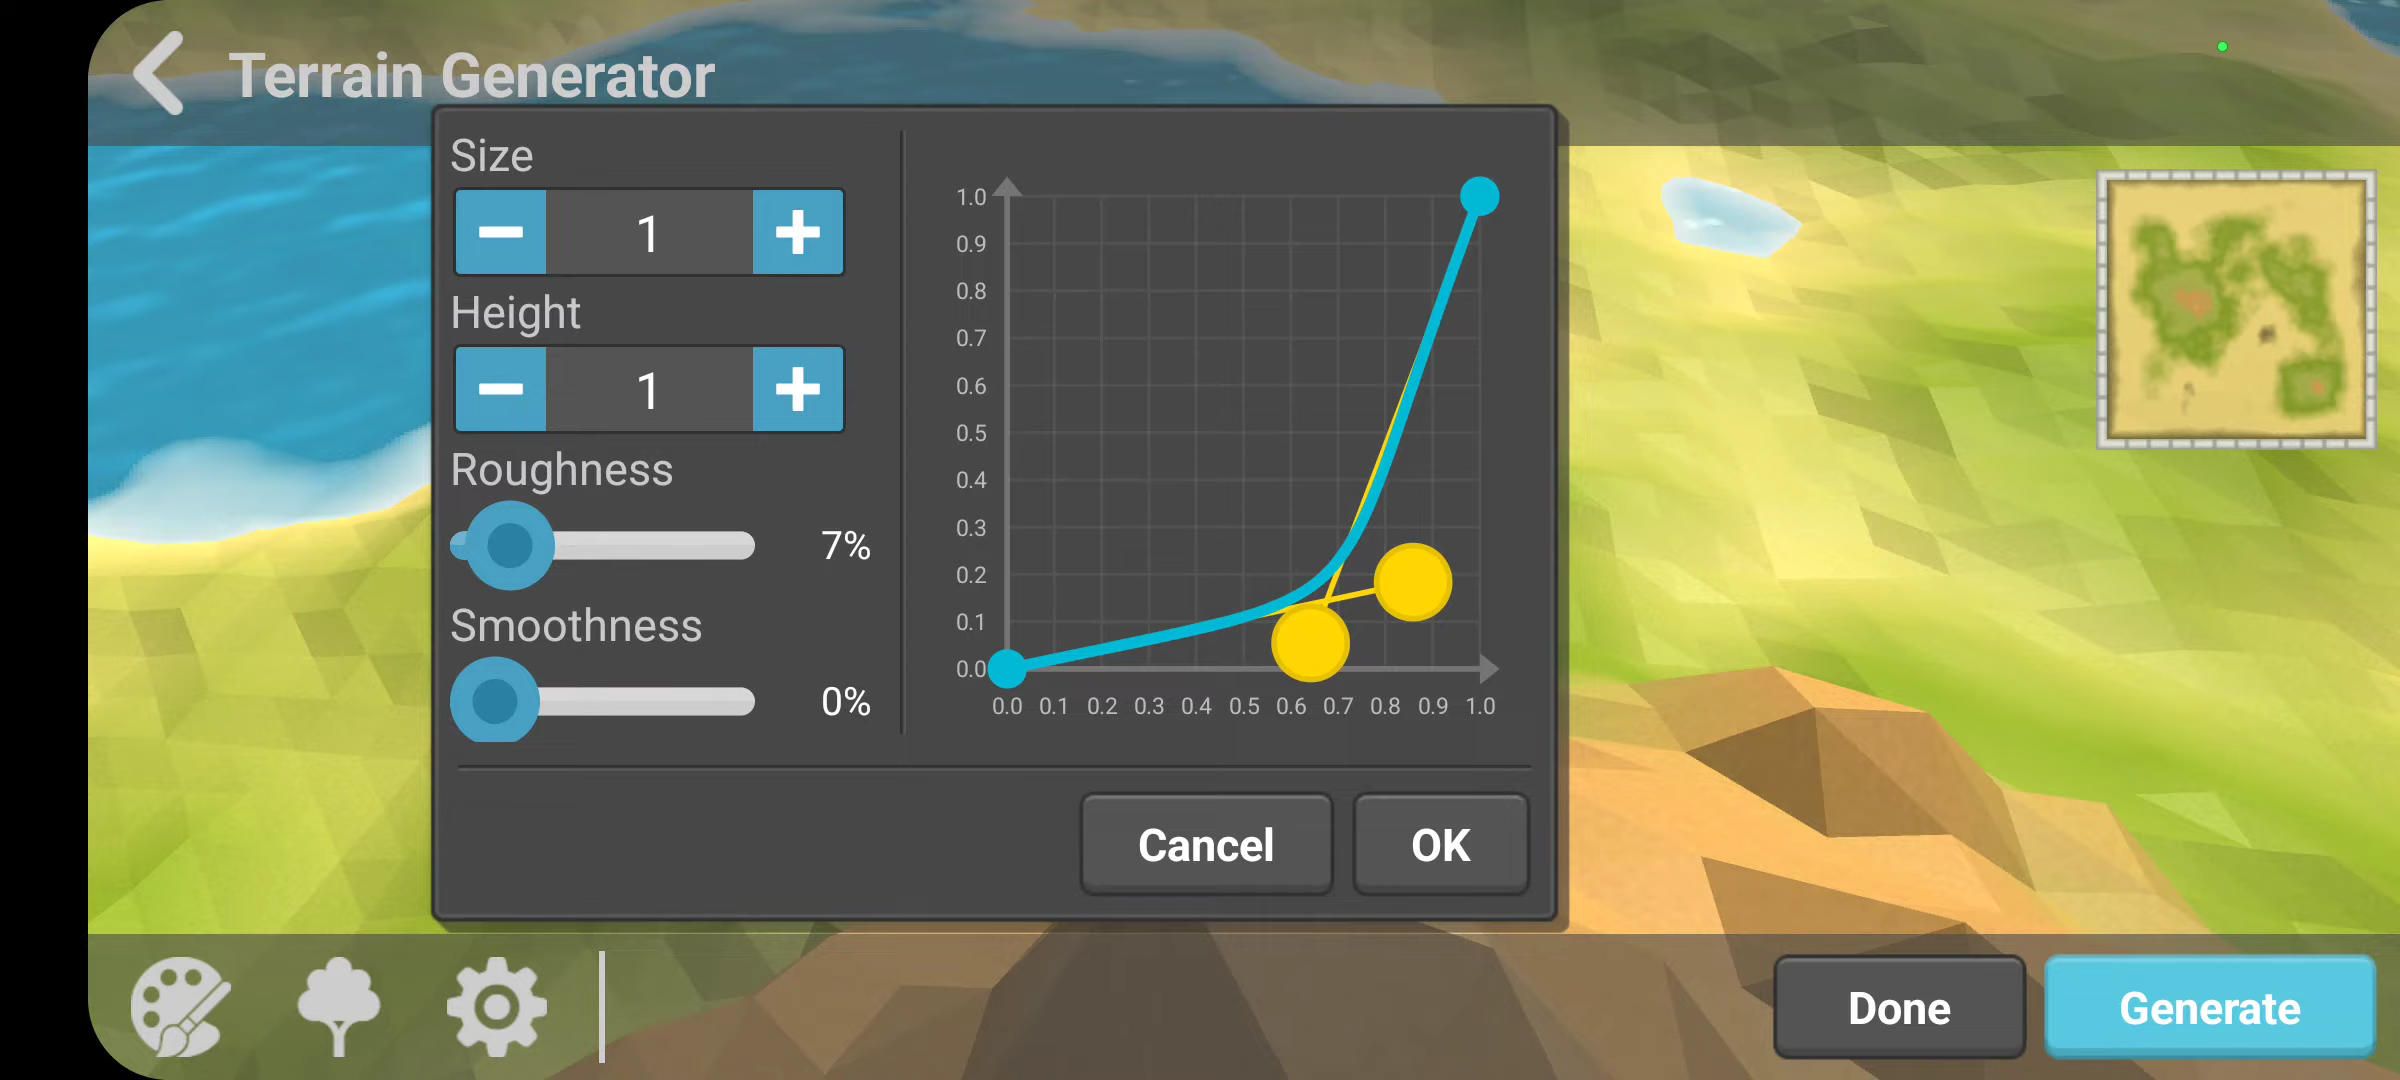 Terrain Generator
Size
1
Height
1
Roughness
7%
Smoothness
0%
1.0
0.9
0.8
0.7
0.6
0.5
0.4
0.3
0.2
0.1
0.0
0.0 0.1 0.2 0.3 0.4 0.5 0.6 0.7 0.8 0.9 1.0
Cancel OK
Done Generate